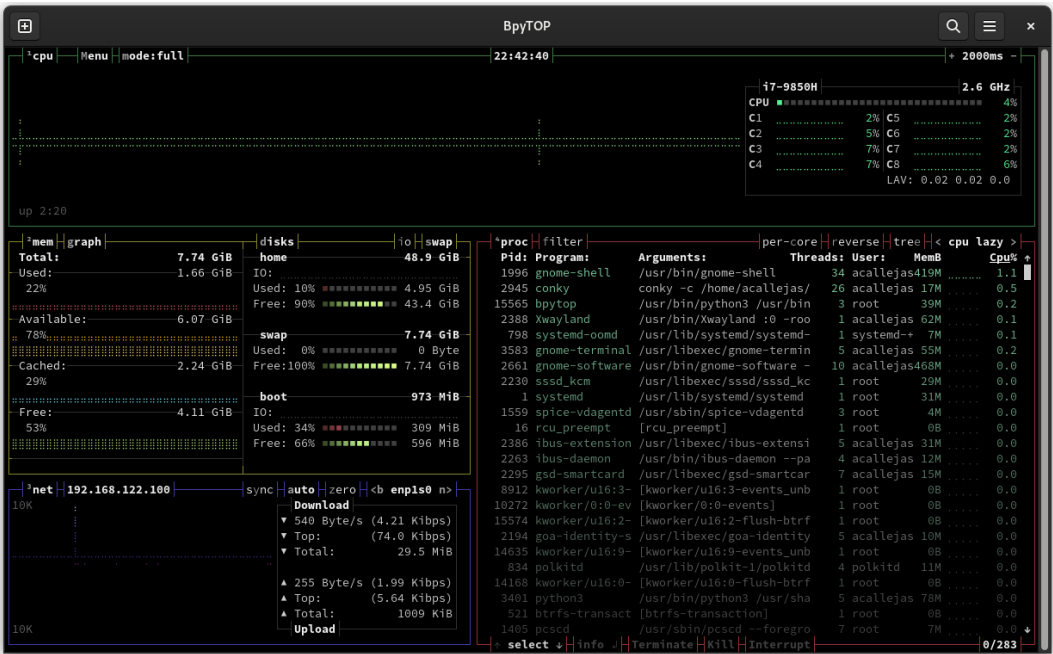 BpyTOP
¹cpu Menu mode:full 22:42:40 + 2000ms -
i7-9850H 2.6 GHz
CPU 4%
C1 2% C5 2%
C2 5% C6 2%
C3 7% C7 2%
C4 7% C8 6%
LAV: 0.02 0.02 0.0
up 2:20
²mem graph
Total: 7.74 GiB
Used: 1.66 GiB
22%
Available: 6.07 GiB
78%
Cached: 2.24 GiB
29%
Free: 4.11 GiB
53%
disks io swap
home 48.9 GiB
IO:
Used: 10% 4.95 GiB
Free: 90% 43.4 GiB
swap 7.74 GiB
Used: 0% 0 Byte
Free:100% 7.74 GiB
boot 973 MiB
IO:
Used: 34% 309 MiB
Free: 66% 596 MiB
³net 192.168.122.100 sync auto zero <b enp1s0 n>
10K
Download
▼ 540 Byte/s (4.21 Kibps)
▼ Top: (74.0 Kibps)
▼ Total: 29.5 MiB
▲ 255 Byte/s (1.99 Kibps)
▲ Top: (5.64 Kibps)
▲ Total: 1009 KiB
Upload
10K
⁴proc filter per-core reverse tree < cpu lazy >
Pid: Program: Arguments: Threads: User: MemB Cpu% ↑
1996 gnome-shell /usr/bin/gnome-shell 34 acallejas419M 1.1
2945 conky conky -c /home/acallejas/ 26 acallejas 17M 0.5
15565 bpytop /usr/bin/python3 /usr/bin 3 root 39M 0.2
2388 Xwayland /usr/bin/Xwayland :0 -roo 1 acallejas 62M 0.1
798 systemd-oomd /usr/lib/systemd/systemd- 1 systemd-+ 7M 0.1
3583 gnome-terminal /usr/libexec/gnome-termin 5 acallejas 55M 0.2
2661 gnome-software /usr/bin/gnome-software - 10 acallejas468M 0.0
2230 sssd_kcm /usr/libexec/sssd/sssd_kc 1 root 29M 0.0
1 systemd /usr/lib/systemd/systemd 1 root 31M 0.0
1559 spice-vdagentd /usr/sbin/spice-vdagentd 3 root 4M 0.0
16 rcu_preempt [rcu_preempt] 1 root 0B 0.0
2386 ibus-extension /usr/libexec/ibus-extensi 5 acallejas 31M 0.0
2263 ibus-daemon /usr/bin/ibus-daemon --pa 4 acallejas 12M 0.0
2295 gsd-smartcard /usr/libexec/gsd-smartcar 7 acallejas 15M 0.0
8912 kworker/u16:3- [kworker/u16:3-events_unb 1 root 0B 0.0
10272 kworker/0:0-ev [kworker/0:0-events] 1 root 0B 0.0
15574 kworker/u16:2- [kworker/u16:2-flush-btrf 1 root 0B 0.0
2194 goa-identity-s /usr/libexec/goa-identity 5 acallejas 10M 0.0
14635 kworker/u16:9- [kworker/u16:9-events_unb 1 root 0B 0.0
834 polkitd /usr/lib/polkit-1/polkitd 4 polkitd 11M 0.0
14168 kworker/u16:0- [kworker/u16:0-flush-btrf 1 root 0B 0.0
3401 python3 /usr/bin/python3 /usr/sha 5 acallejas 78M 0.0
521 btrfs-transact [btrfs-transaction] 1 root 0B 0.0
1405 pcscd /usr/sbin/pcscd --foregro 7 root 7M 0.0 ↓
↑ select ↓ info ↲ Terminate Kill Interrupt 0/283